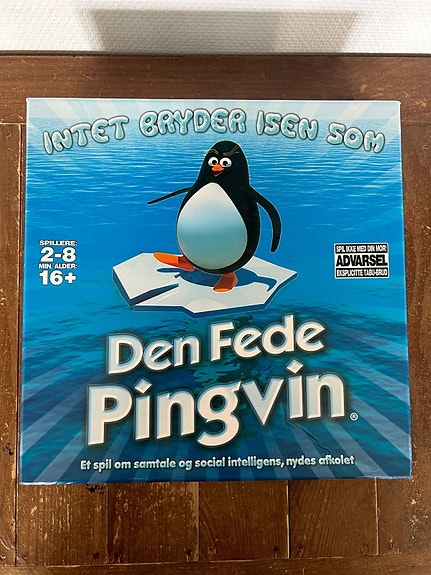 INTET BRYDER ISEN SOM
SPILLERE:
2-8
MIN. ALDER:
16+
SPIL IKKE MED DIN MOR!
ADVARSEL
EKSPLICITTE TABU-BRUD
Den Fede
Pingvin®
Et spil om samtale og social intelligens, nydes afkølet